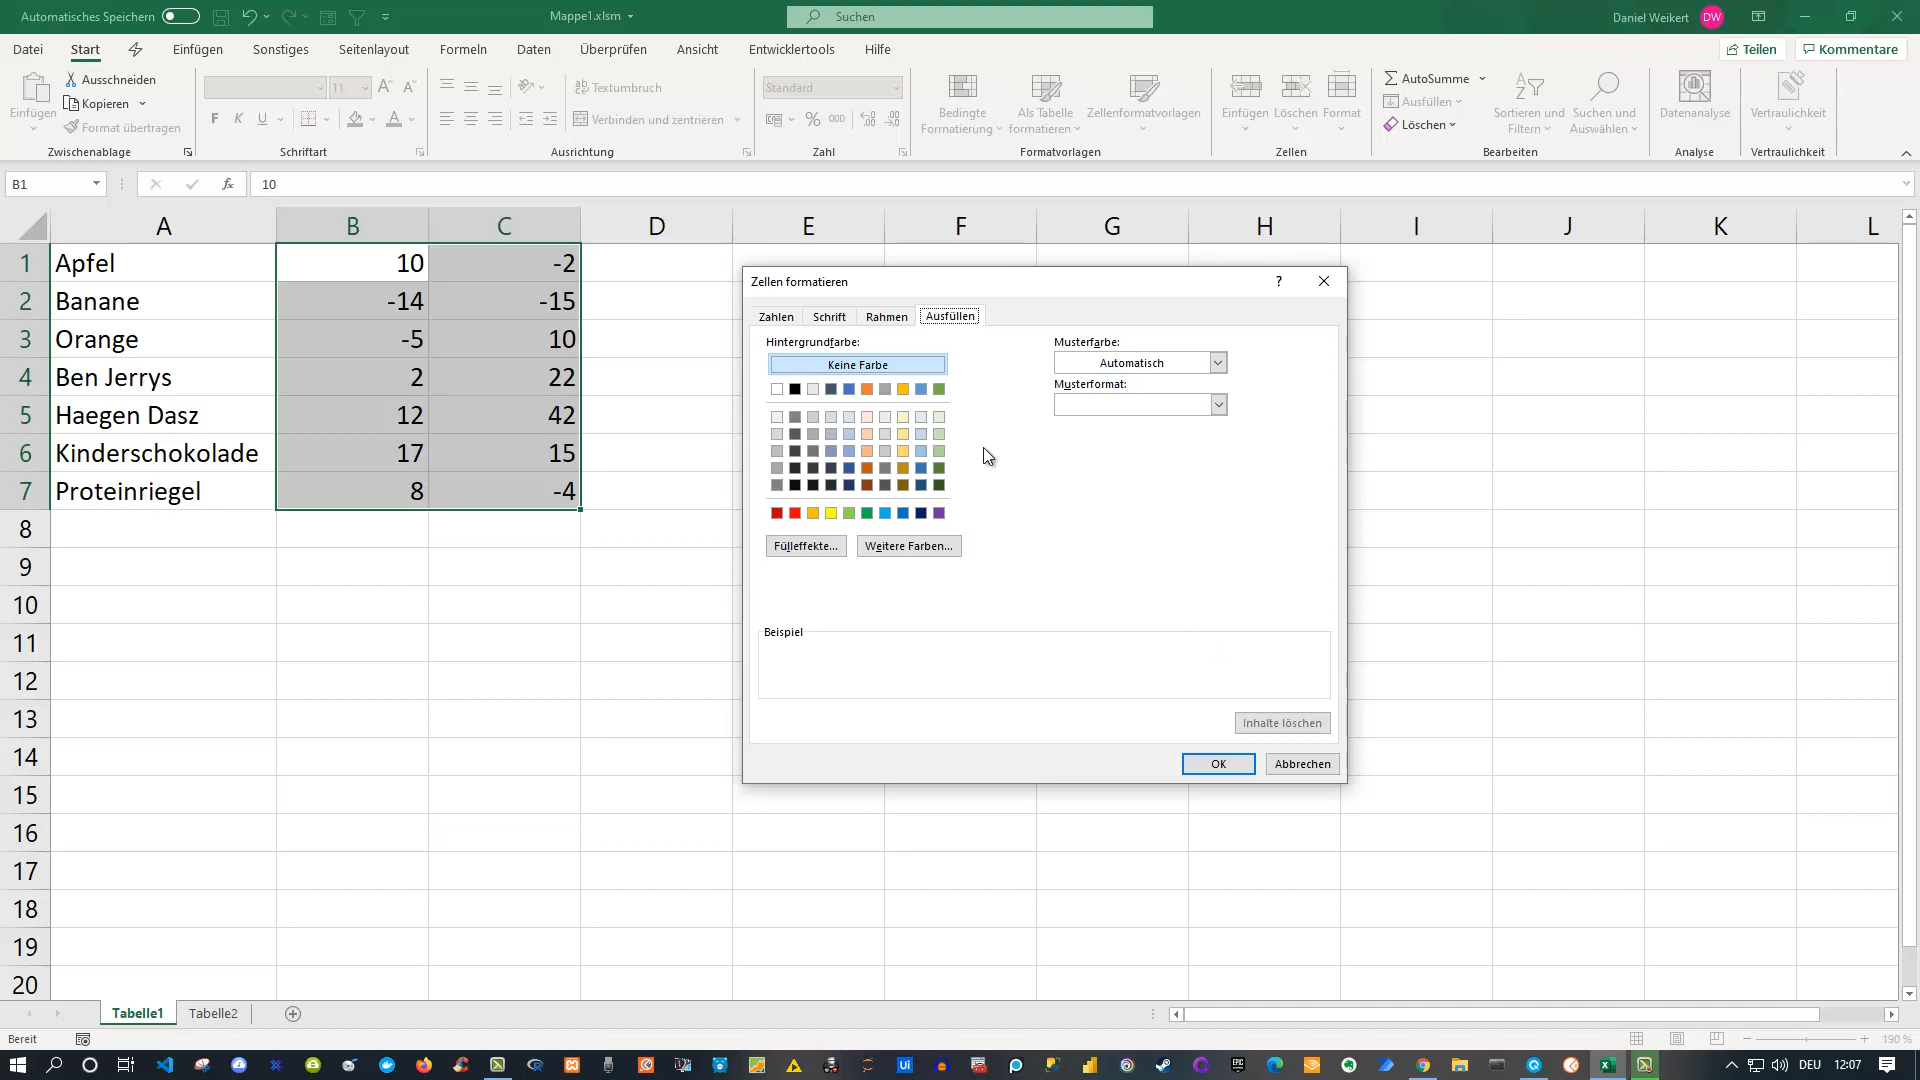 Automatisches Speichern
Mappe1.xlsm
Suchen
Daniel Weikert
DW
Datei Start Einfügen Sonstiges Seitenlayout Formeln Daten Überprüfen Ansicht Entwicklertools Hilfe
Teilen Kommentare
Einfügen
Ausschneiden
Kopieren
Format übertragen
Zwischenablage
11
F K U
Schriftart
Textumbruch
Verbinden und zentrieren
Ausrichtung
Standard
% 000
Zahl
Bedingte
Formatierung
Als Tabelle
formatieren
Zellenformatvorlagen
Formatvorlagen
Einfügen Löschen Format
Zellen
AutoSumme
Ausfüllen
Löschen
Sortieren und
Filtern
Suchen und
Auswählen
Bearbeiten
Datenanalyse
Analyse
Vertraulichkeit
Vertraulichkeit
B1
fx
10
A B C D E F G H I J K L
1 Apfel 10 -2
2 Banane -14 -15
3 Orange -5 10
4 Ben Jerrys 2 22
5 Haegen Dasz 12 42
6 Kinderschokolade 17 15
7 Proteinriegel 8 -4
8
9
10
11
12
13
14
15
16
17
18
19
20
Zellen formatieren
?
Zahlen Schrift Rahmen Ausfüllen
Hintergrundfarbe:
Keine Farbe
Fülleffekte... Weitere Farben...
Musterfarbe:
Automatisch
Musterformat:
Beispiel
Inhalte löschen
OK Abbrechen
Tabelle1 Tabelle2
Bereit
190 %
DEU 12:07